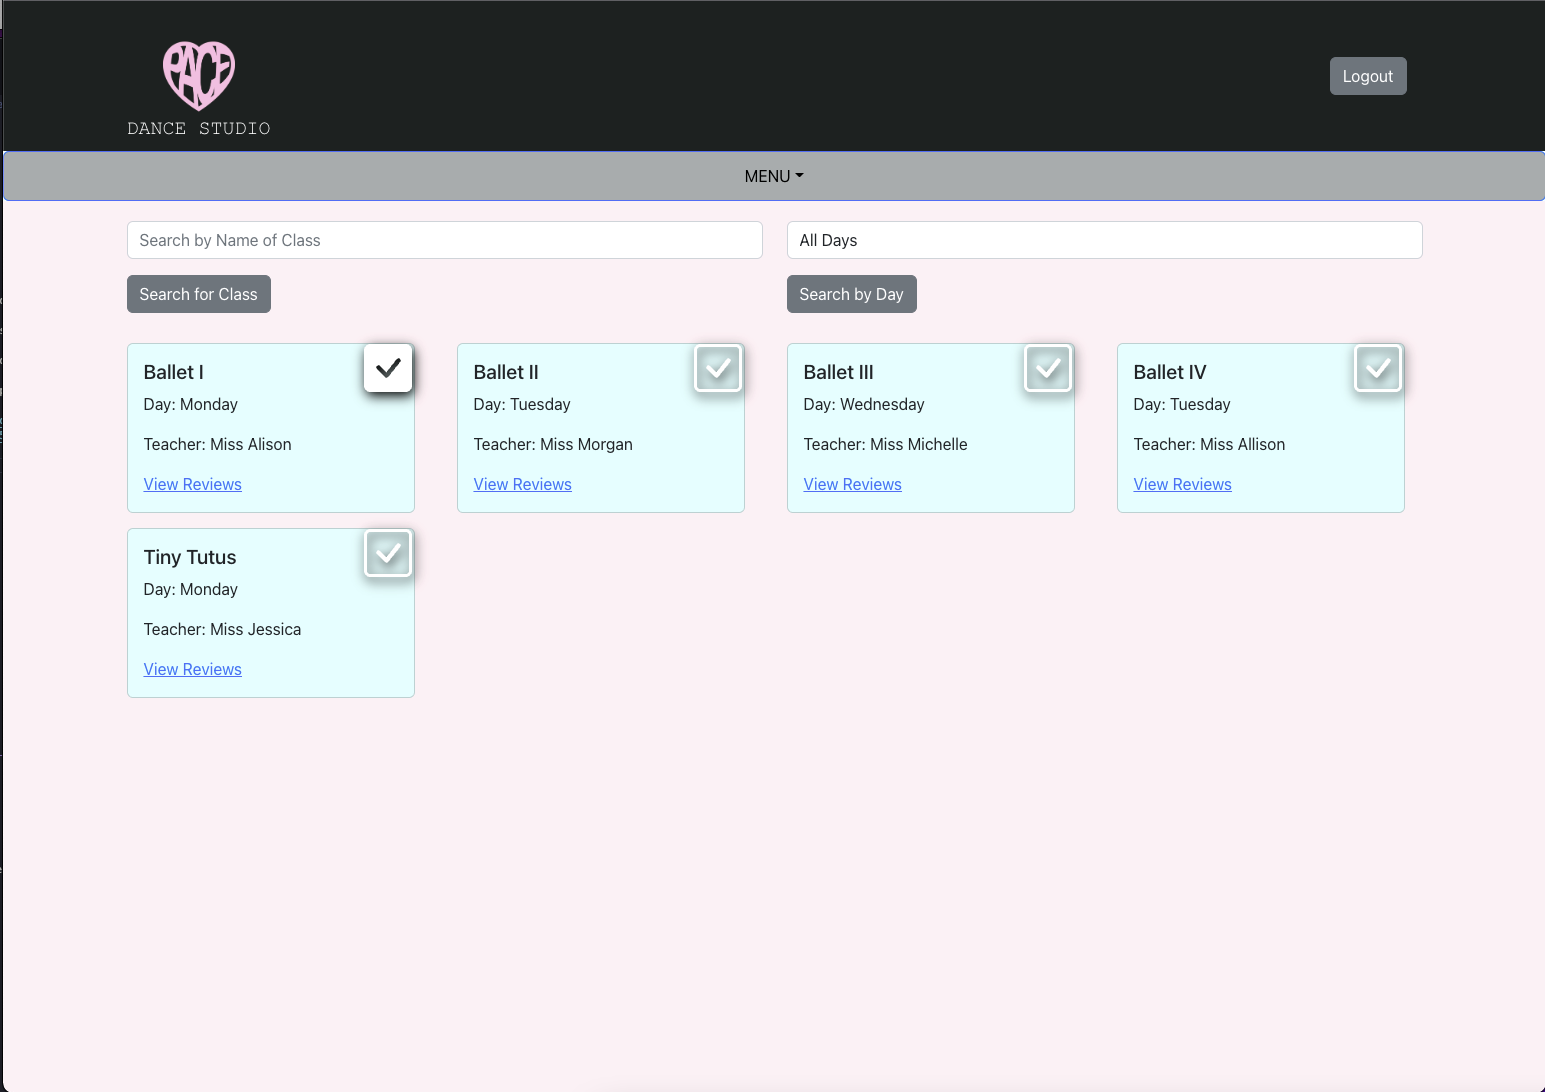 PACE
DANCE STUDIO
Logout
MENU
Search by Name of Class
All Days
Search for Class
Search by Day
Ballet I
Day: Monday
Teacher: Miss Alison
View Reviews
Ballet II
Day: Tuesday
Teacher: Miss Morgan
View Reviews
Ballet III
Day: Wednesday
Teacher: Miss Michelle
View Reviews
Ballet IV
Day: Tuesday
Teacher: Miss Allison
View Reviews
Tiny Tutus
Day: Monday
Teacher: Miss Jessica
View Reviews